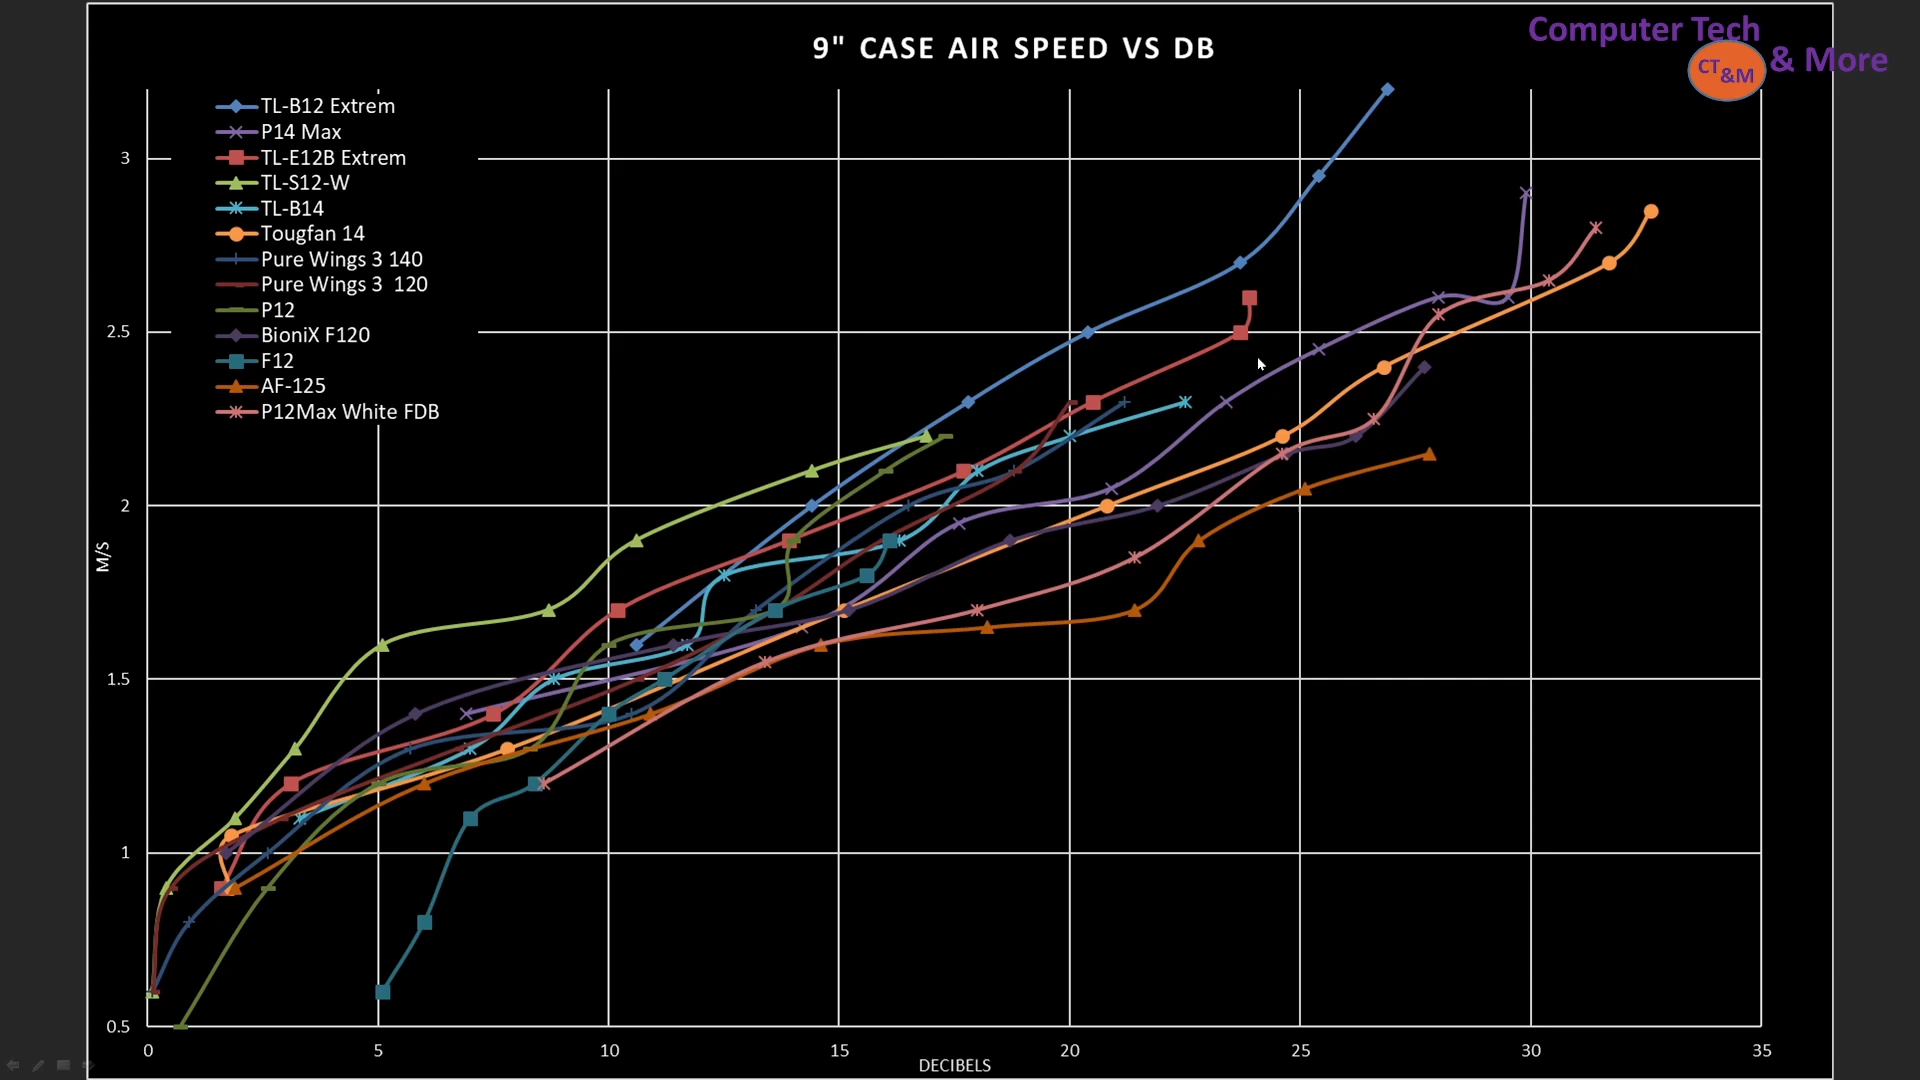 Computer Tech
& More
CT
&M
9" CASE AIR SPEED VS DB
TL-B12 Extrem
P14 Max
TL-E12B Extrem
TL-S12-W
TL-B14
Tougfan 14
Pure Wings 3 140
Pure Wings 3  120
P12
BioniX F120
F12
AF-125
P12Max White FDB
3
2.5
2
1.5
1
0.5
M/S
0 5 10 15 20 25 30 35
DECIBELS